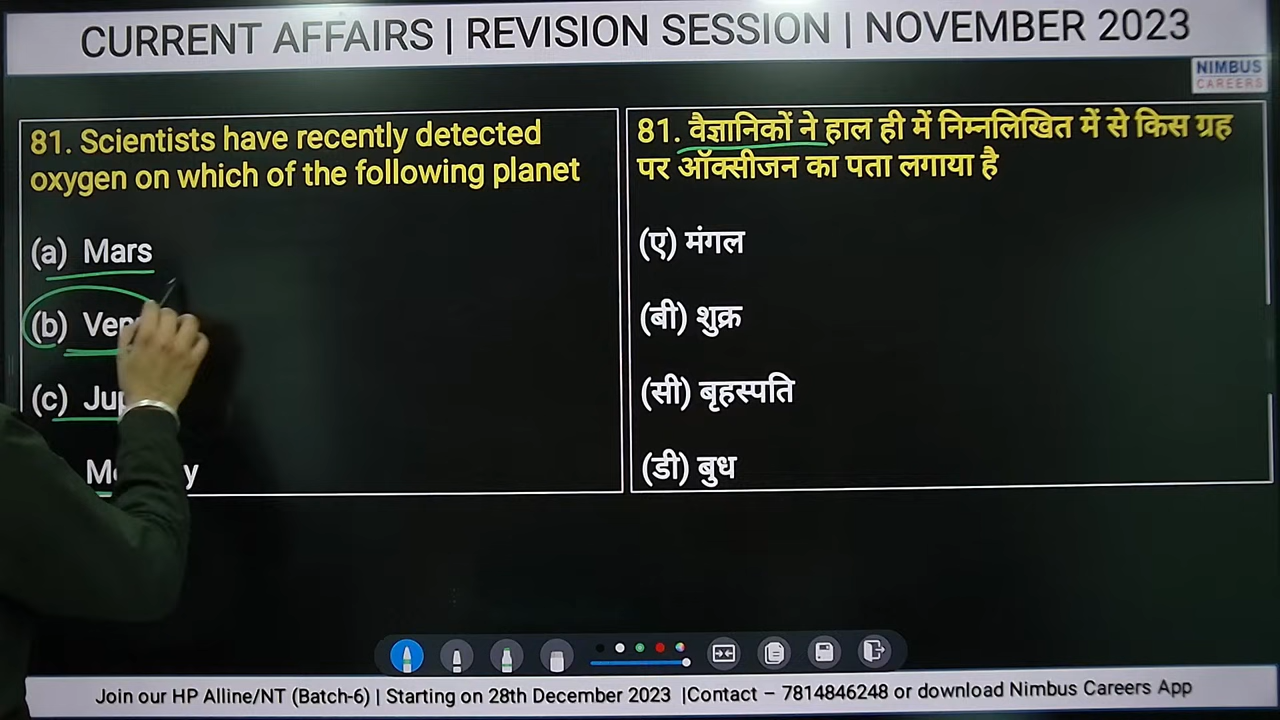 CURRENT AFFAIRS | REVISION SESSION | NOVEMBER 2023
NIMBUS
CAREERS
81. Scientists have recently detected
oxygen on which of the following planet
(a) Mars
(b)
(c)
81. वैज्ञानिकों ने हाल ही में निम्नलिखित में से किस ग्रह
पर ऑक्सीजन का पता लगाया है
(ए) मंगल
(बी) शुक्र
(सी) बृहस्पति
(डी) बुध
Join our HP Alline/NT (Batch-6) | Starting on 28th December 2023 |Contact – 7814846248 or download Nimbus Careers App